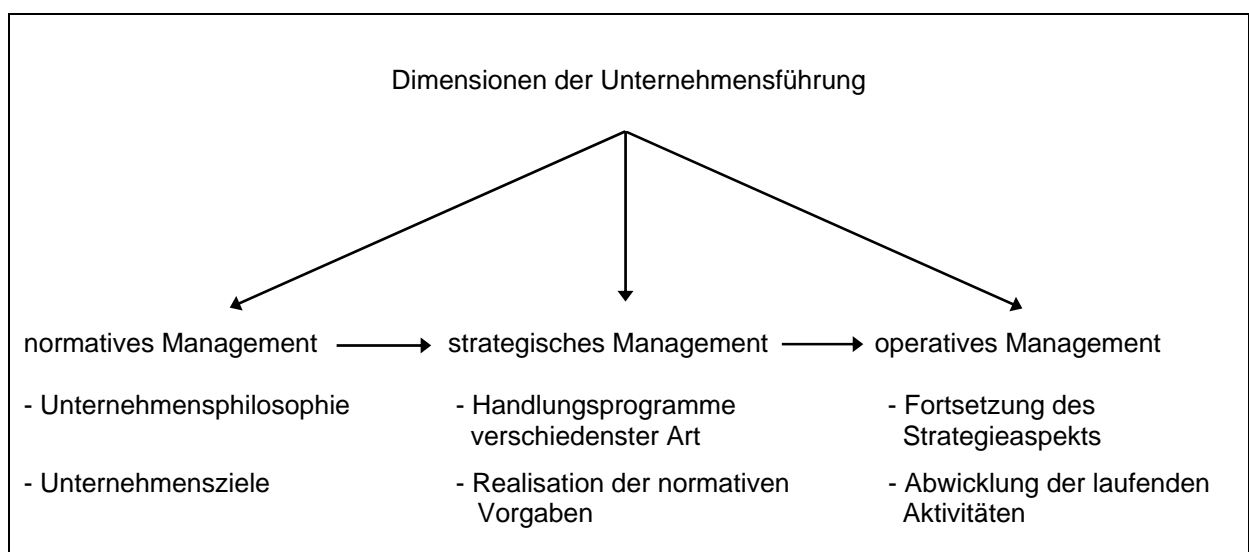 Dimensionen der Unternehmensführung
normatives Management
strategisches Management
operatives Management
- Unternehmensphilosophie
- Unternehmensziele
- Handlungsprogramme
verschiedenster Art
- Realisation der normativen
Vorgaben
- Fortsetzung des
Strategieaspekts
- Abwicklung der laufenden
Aktivitäten